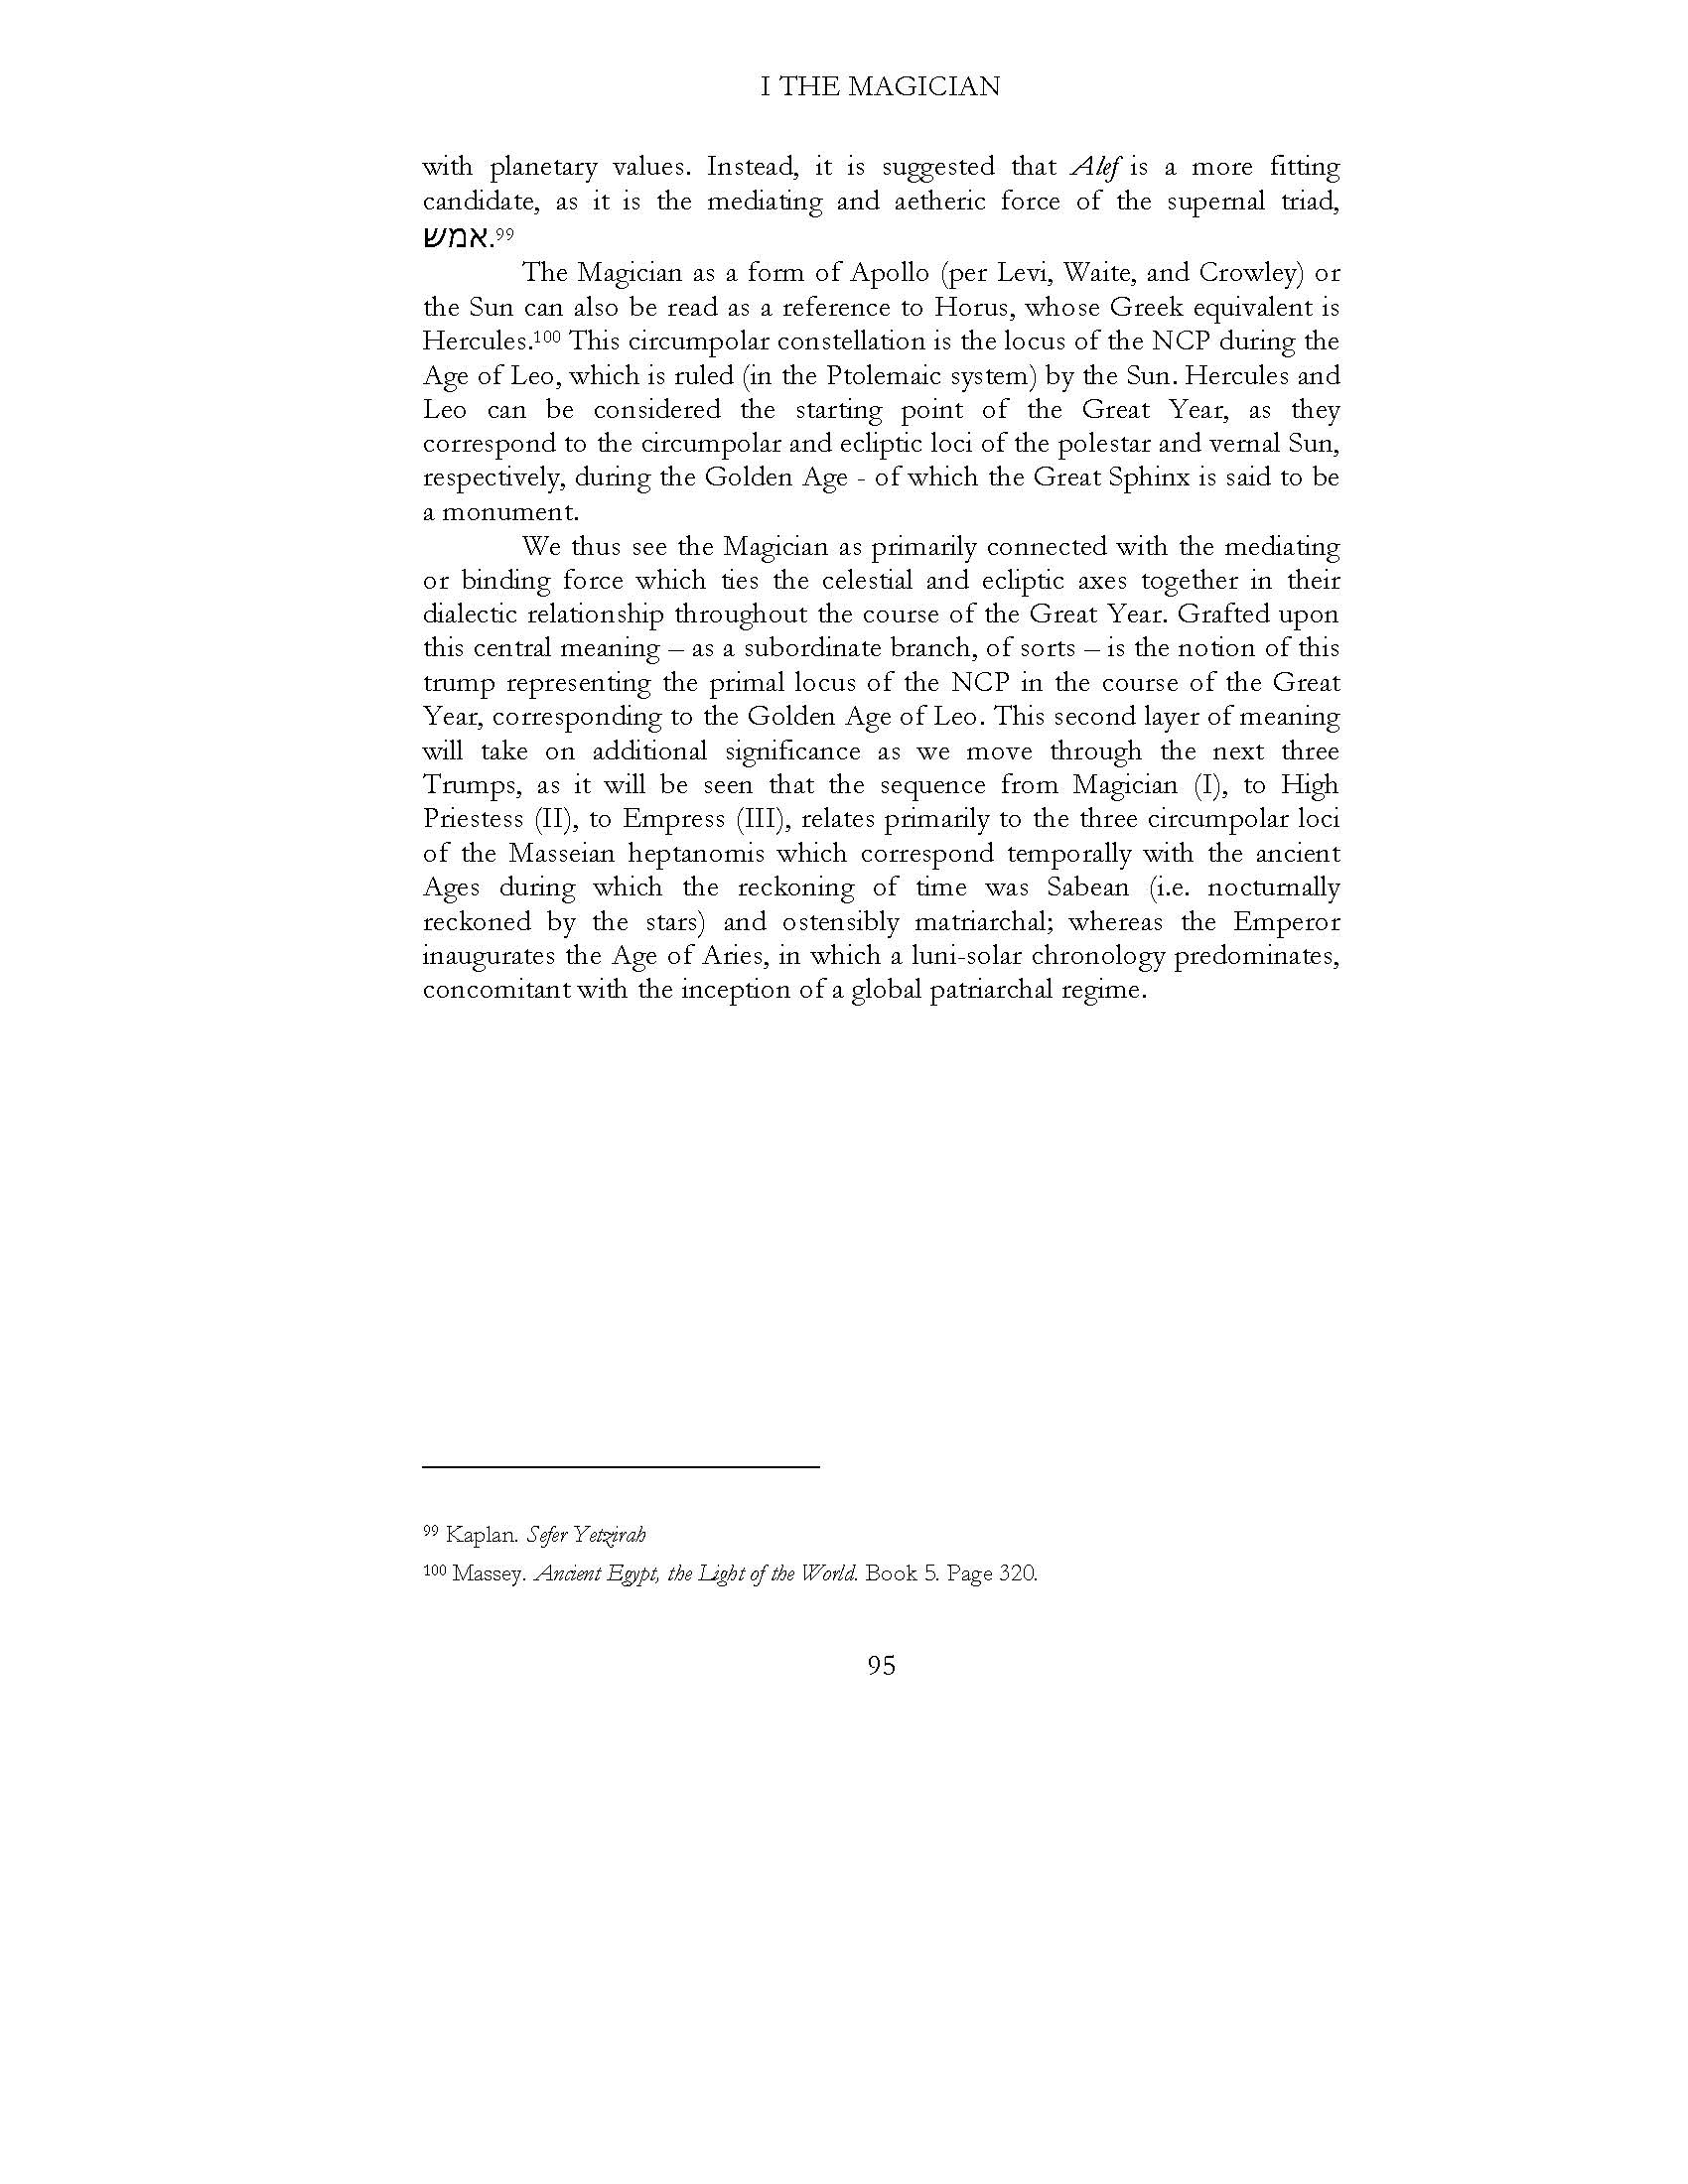 I THE MAGICIAN
with planetary values. Instead, it is suggested that Alef is a more fitting
candidate, as it is the mediating and aetheric force of the supernal triad,
אמש.99
The Magician as a form of Apollo (per Levi, Waite, and Crowley) or
the Sun can also be read as a reference to Horus, whose Greek equivalent is
Hercules.100 This circumpolar constellation is the locus of the NCP during the
Age of Leo, which is ruled (in the Ptolemaic system) by the Sun. Hercules and
Leo can be considered the starting point of the Great Year, as they
correspond to the circumpolar and ecliptic loci of the polestar and vernal Sun,
respectively, during the Golden Age - of which the Great Sphinx is said to be
a monument.
We thus see the Magician as primarily connected with the mediating
or binding force which ties the celestial and ecliptic axes together in their
dialectic relationship throughout the course of the Great Year. Grafted upon
this central meaning – as a subordinate branch, of sorts – is the notion of this
trump representing the primal locus of the NCP in the course of the Great
Year, corresponding to the Golden Age of Leo. This second layer of meaning
will take on additional significance as we move through the next three
Trumps, as it will be seen that the sequence from Magician (I), to High
Priestess (II), to Empress (III), relates primarily to the three circumpolar loci
of the Masseian heptanomis which correspond temporally with the ancient
Ages during which the reckoning of time was Sabean (i.e. nocturnally
reckoned by the stars) and ostensibly matriarchal; whereas the Emperor
inaugurates the Age of Aries, in which a luni-solar chronology predominates,
concomitant with the inception of a global patriarchal regime.
99 Kaplan. Sefer Yetzirah
100 Massey. Ancient Egypt, the Light of the World. Book 5. Page 320.
95